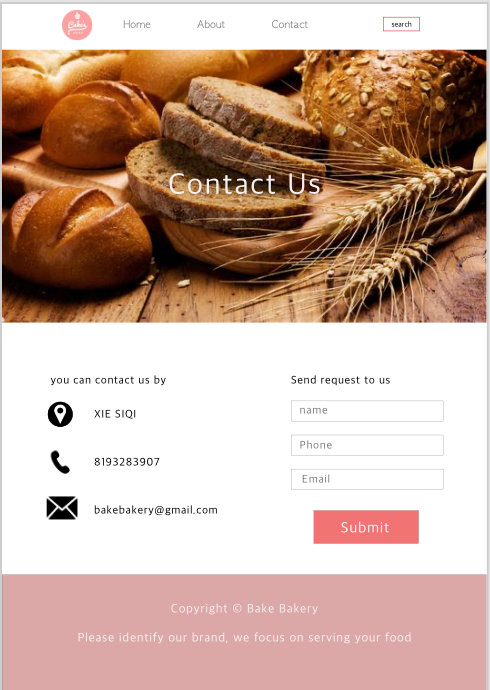 Home About Contact search
Contact Us
you can contact us by
XIE SIQI
8193283907
bakebakery@gmail.com
Send request to us
name
Phone
Email
Submit
Copyright © Bake Bakery
Please identify our brand, we focus on serving your food